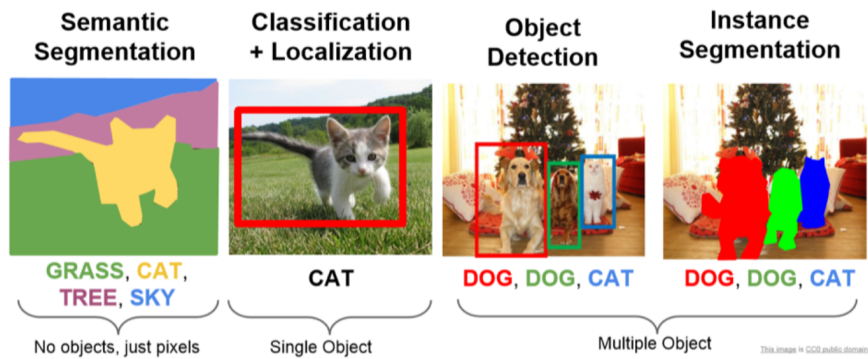 Semantic
Segmentation
Classification
+ Localization
Object
Detection
Instance
Segmentation
GRASS, CAT,
TREE, SKY
CAT
DOG, DOG, CAT
DOG, DOG, CAT
No objects, just pixels
Single Object
Multiple Object
This image is CC0 public domain